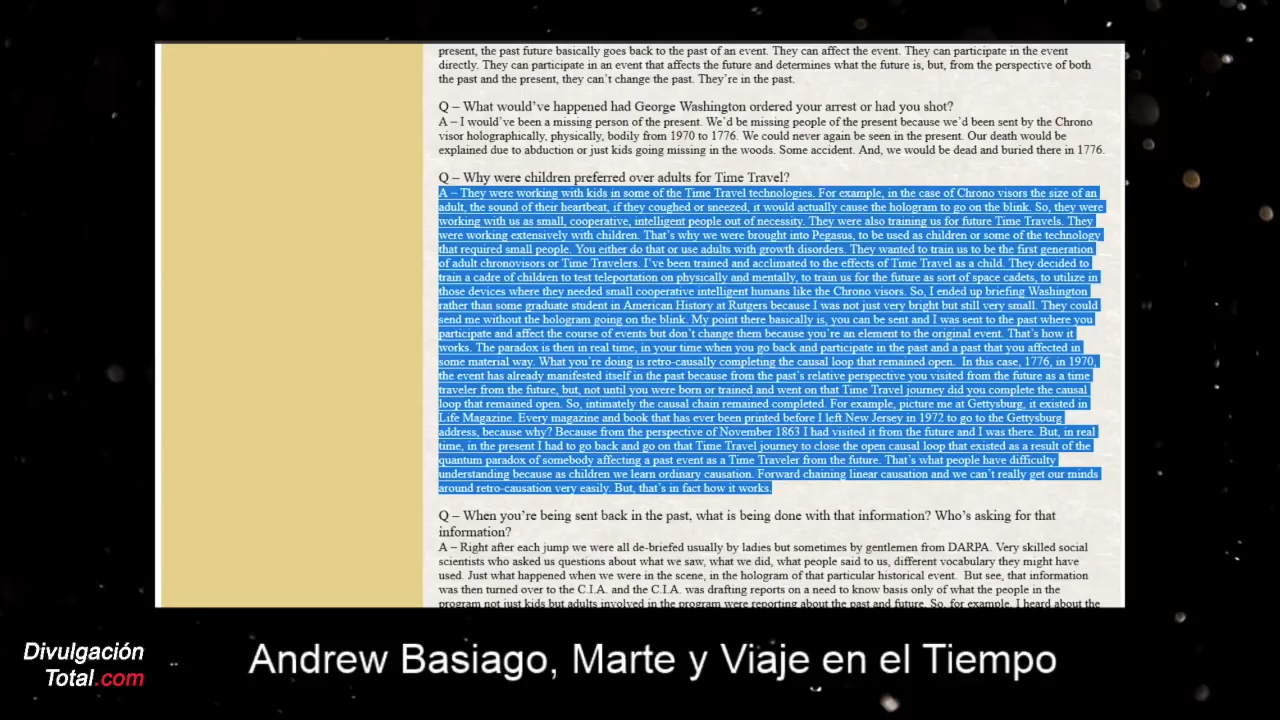 present, the past future basically goes back to the past of an event. They can affect the event. They can participate in the event
directly. They can participate in an event that affects the future and determines what the future is, but, from the perspective of both
the past and the present, they can't change the past. They're in the past.
Q – What would've happened had George Washington ordered your arrest or had you shot?
A – I would've been a missing person of the present. We'd be missing people of the present because we'd been sent by the Chrono
visor holographically, physically, bodily from 1970 to 1776. We could never again be seen in the present. Our death would be
explained due to abduction or just kids going missing in the woods. Some accident. And, we would be dead and buried there in 1776.
Q – Why were children preferred over adults for Time Travel?
A – They were working with kids in some of the Time Travel technologies. For example, in the case of Chrono visors the size of an
adult, the sound of their heartbeat, if they coughed or sneezed, it would actually cause the hologram to go on the blink. So, they were
working with us as small, cooperative, intelligent people out of necessity. They were also training us for future Time Travels. They
were working extensively with children. That's why we were brought into Pegasus, to be used as children or some of the technology
that required small people. You either do that or use adults with growth disorders. They wanted to train us to be the first generation
of adult chronovisors or Time Travelers. I've been trained and acclimated to the effects of Time Travel as a child. They decided to
train a cadre of children to test teleportation on physically and mentally, to train us for the future as sort of space cadets, to utilize in
those devices where they needed small cooperative intelligent humans like the Chrono visors. So, I ended up briefing Washington
rather than some graduate student in American History at Rutgers because I was not just very bright but still very small. They could
send me without the hologram going on the blink. My point there basically is, you can be sent and I was sent to the past where you
participate and affect the course of events but don't change them because you're an element to the original event. That's how it
works. The paradox is then in real time, in your time when you go back and participate in the past and a past that you affected in
some material way. What you're doing is retro-causally completing the causal loop that remained open. In this case, 1776, in 1970,
the event has already manifested itself in the past because from the past's relative perspective you visited from the future as a time
traveler from the future, but, not until you were born or trained and went on that Time Travel journey did you complete the causal
loop that remained open. So, intimately the causal chain remained completed. For example, picture me at Gettysburg, it existed in
Life Magazine. Every magazine and book that has ever been printed before I left New Jersey in 1972 to go to the Gettysburg
address, because why? Because from the perspective of November 1863 I had visited it from the future and I was there. But, in real
time, in the present I had to go back and go on that Time Travel journey to close the open causal loop that existed as a result of the
quantum paradox of somebody affecting a past event as a Time Traveler from the future. That's what people have difficulty
understanding because as children we learn ordinary causation. Forward chaining linear causation and we can't really get our minds
around retro-causation very easily. But, that's in fact how it works.
Q – When you're being sent back in the past, what is being done with that information? Who's asking for that
information?
A – Right after each jump we were all de-briefed usually by ladies but sometimes by gentlemen from DARPA. Very skilled social
scientists who asked us questions about what we saw, what we did, what people said to us, different vocabulary they might have
used. Just what happened when we were in the scene, in the hologram of that particular historical event. But see, that information
was then turned over to the C.I.A. and the C.I.A. was drafting reports on a need to know basis only of what the people in the
program not just kids but adults involved in the program were reporting about the past and future. So, for example, I heard about the
Divulgación
Total.com
Andrew Basiago, Marte y Viaje en el Tiempo